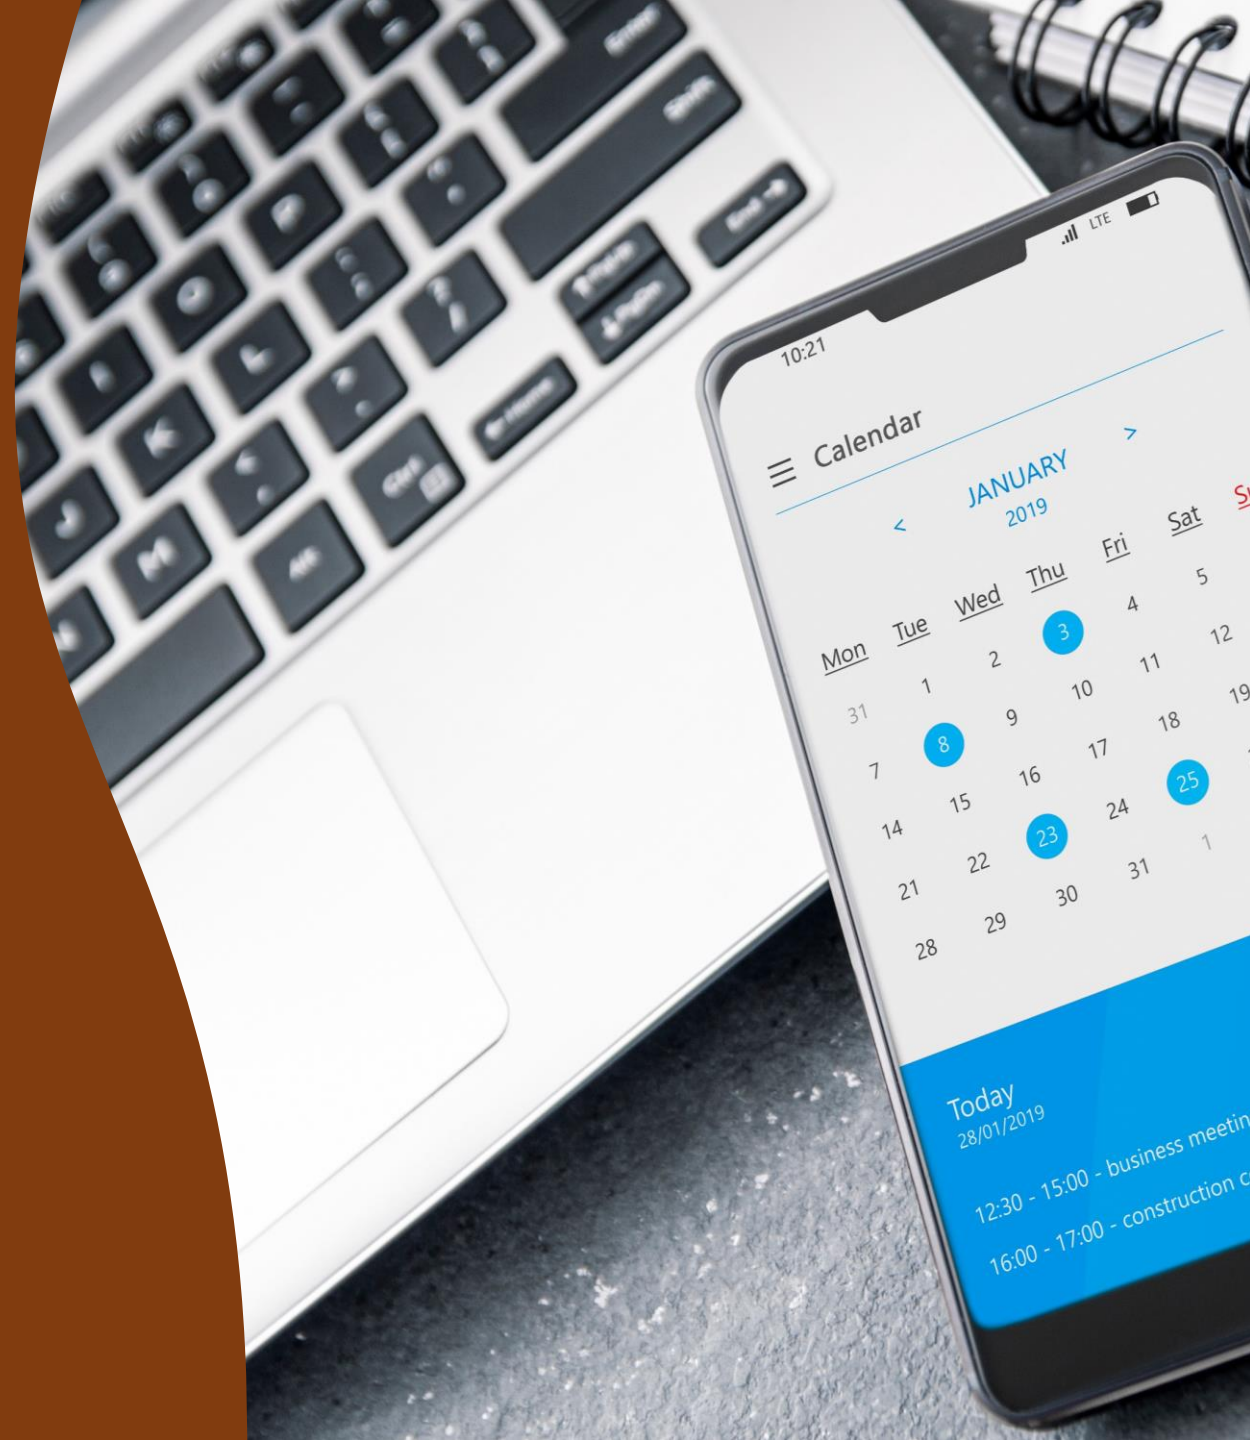 Enter
Shift
End
Home
Ctrl
Alt
P
O
L
K
J
M
N
LTE
10:21
Calendar
< JANUARY >
2019
Mon Tue Wed Thu Fri Sat
31 1 2 3 4 5
7 8 9 10 11 12
14 15 16 17 18 19
21 22 23 24 25
28 29 30 31 1
Today
28/01/2019
12:30 - 15:00 - business
16:00 - 17:00 - construction